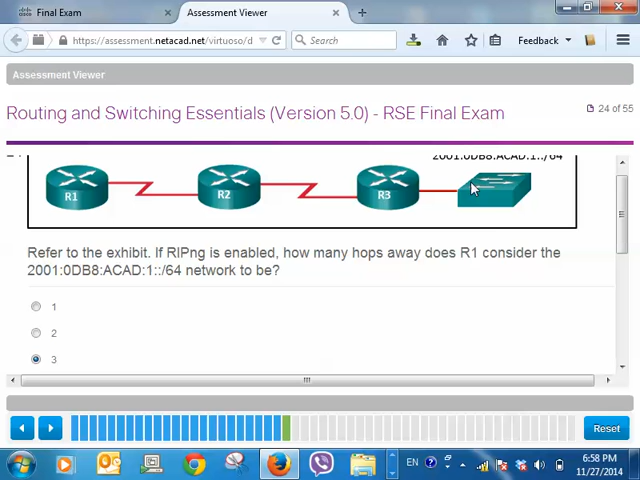 Final Exam
Assessment Viewer
https://assessment.netacad.net/virtuoso/d
Search
Feedback
Assessment Viewer
Routing and Switching Essentials (Version 5.0) - RSE Final Exam
24 of 55
2001:0DB8:ACAD:1::/64
R1
R2
R3
Refer to the exhibit. If RIPng is enabled, how many hops away does R1 consider the
2001:0DB8:ACAD:1::/64 network to be?
1
2
3
Reset
EN
6:58 PM
11/27/2014